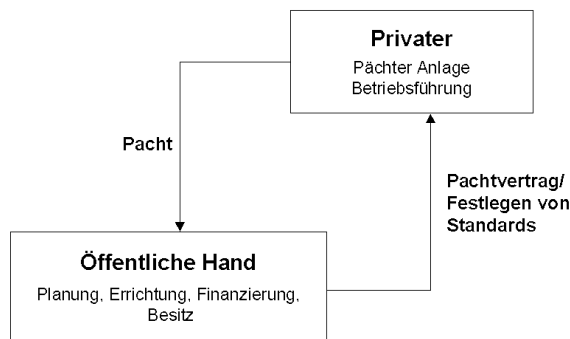 Privater
Pächter Anlage
Betriebsführung
Pacht
Pachtvertrag/
Festlegen von
Standards
Öffentliche Hand
Planung, Errichtung, Finanzierung,
Besitz